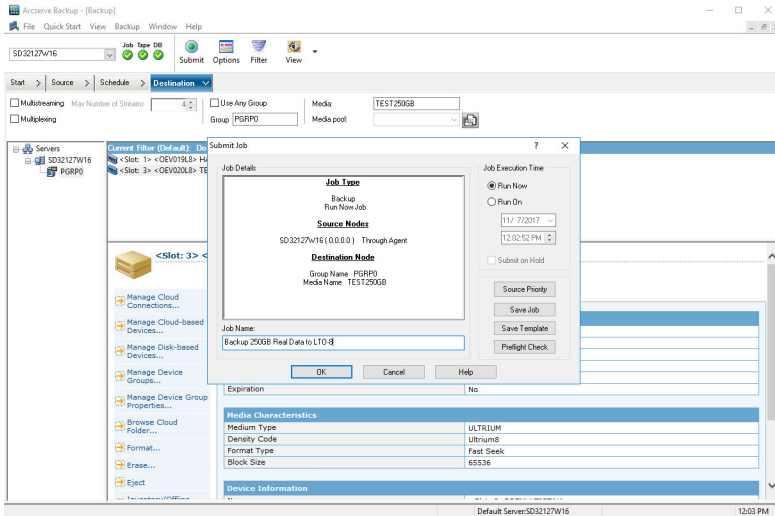 Arcserve Backup - [Backup]
File Quick Start View Backup Window Help
SD32127W16
Job Tape DB
Submit Options Filter View
Start Source Schedule Destination
Multistreaming Max Number of Streams 4 Use Any Group Media: TEST250GB
Multiplexing Group PGRP0 Media pool:
Servers
SD32127W16
PGRP0
Current Filter (Default): Do
<Slot: 1> <OEV019L8> HA
<Slot: 3> <OEV020L8> TE
<Slot: 3> <
Manage Cloud
Connections...
Manage Cloud-based
Devices...
Manage Disk-based
Devices...
Manage Device
Groups...
Manage Device Group
Properties...
Browse Cloud
Folder...
Format...
Erase...
Eject
Submit Job ?
Job Details
Job Type
Backup
Run Now Job
Source Nodes
SD32127W16 ( 0.0.0.0 ) Through Agent
Destination Node
Group Name PGRP0
Media Name TEST250GB
Job Name:
Backup 250GB Real Data to LTO-8
Job Execution Time
Run Now
Run On
11/ 7/2017
12:02:52 PM
Submit on Hold
Source Priority
Save Job
Save Template
Preflight Check
OK Cancel Help
Expiration No
Media Characteristics
Medium Type ULTRIUM
Density Code Ultrium8
Format Type Fast Seek
Block Size 65536
Device Information
Default Server:SD32127W16 12:03 PM